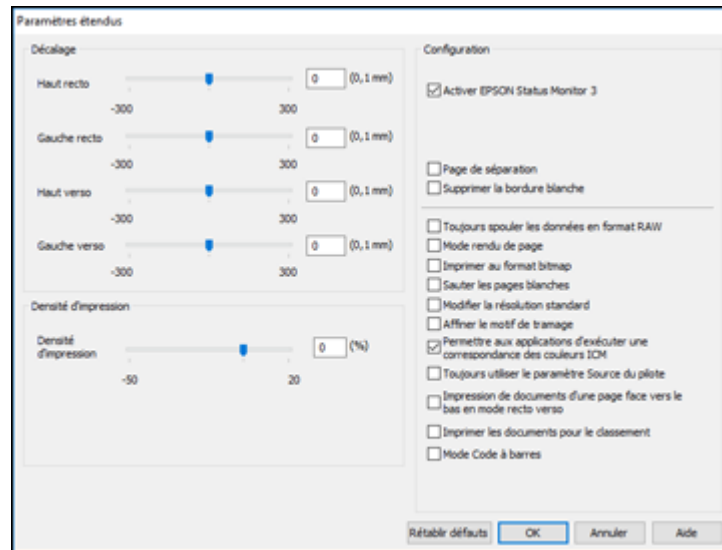 Paramètres étendus
Décalage
Haut recto
0
(0,1 mm)
-300
300
Gauche recto
0
(0,1 mm)
-300
300
Haut verso
0
(0,1 mm)
-300
300
Gauche verso
0
(0,1 mm)
-300
300
Densité d'impression
Densité
d'impression
0
(%)
-50
20
Configuration
Activer EPSON Status Monitor 3
Page de séparation
Supprimer la bordure blanche
Toujours spouler les données en format RAW
Mode rendu de page
Imprimer au format bitmap
Sauter les pages blanches
Modifier la résolution standard
Affiner le motif de tramage
Permettre aux applications d'exécuter une
correspondance des couleurs ICM
Toujours utiliser le paramètre Source du pilote
Impression de documents d'une page face vers le
bas en mode recto verso
Imprimer les documents pour le classement
Mode Code à barres
Rétablir défauts
OK
Annuler
Aide